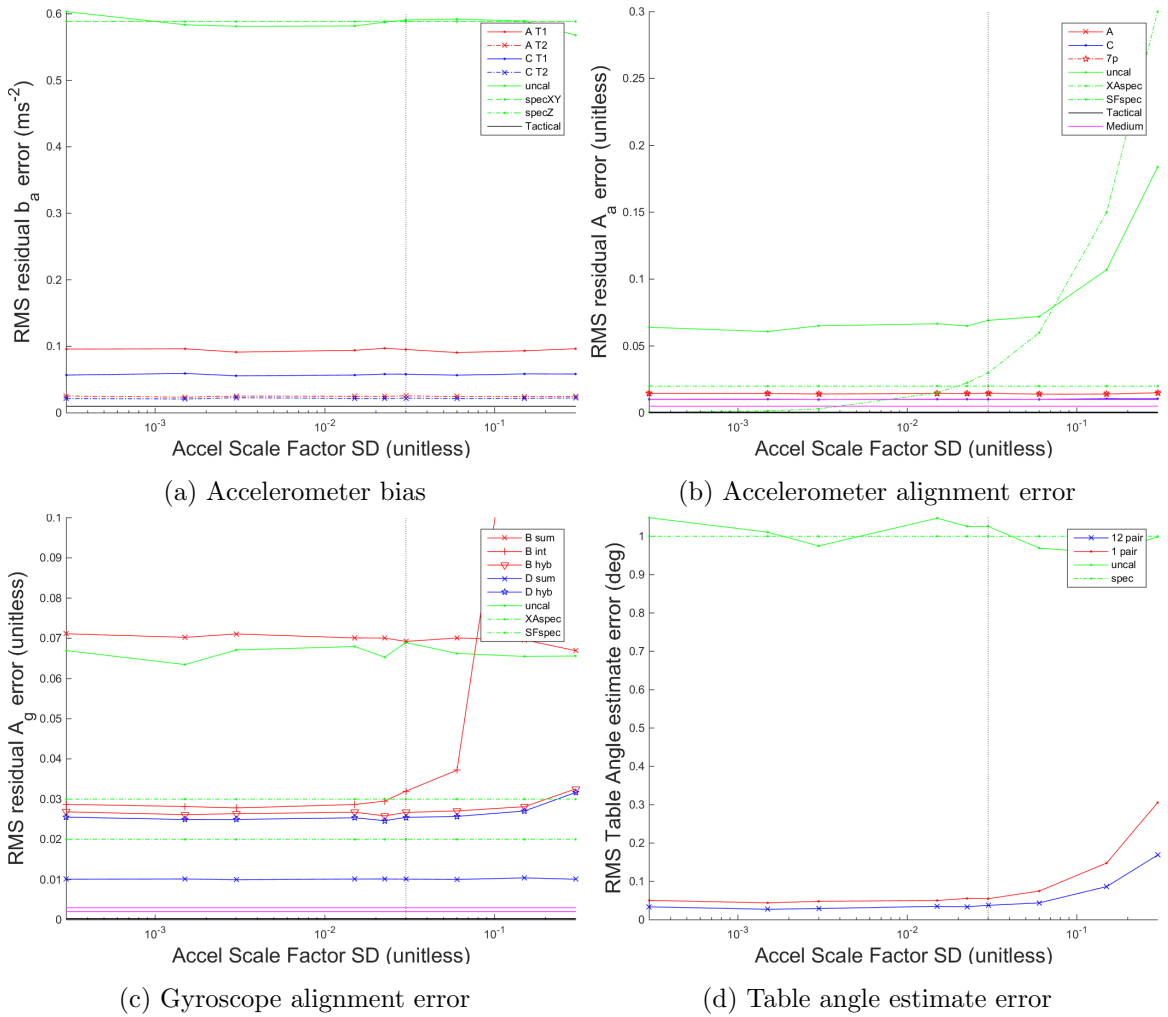 0.6
0.5
0.4
0.3
0.2
0.1
0
RMS residual b_a error (ms^-2)
A T1
A T2
C T1
C T2
uncal
specXY
specZ
Tactical
10^-3
10^-2
10^-1
Accel Scale Factor SD (unitless)
(a) Accelerometer bias
0.3
0.25
0.2
0.15
0.1
0.05
0
RMS residual A_a error (unitless)
A
C
7p
uncal
XAspec
SFspec
Tactical
Medium
10^-3
10^-2
10^-1
Accel Scale Factor SD (unitless)
(b) Accelerometer alignment error
0.1
0.09
0.08
0.07
0.06
0.05
0.04
0.03
0.02
0.01
0
RMS residual A_g error (unitless)
B sum
B int
B hyb
D sum
D hyb
uncal
XAspec
SFspec
10^-3
10^-2
10^-1
Accel Scale Factor SD (unitless)
(c) Gyroscope alignment error
1
0.9
0.8
0.7
0.6
0.5
0.4
0.3
0.2
0.1
0
RMS Table Angle estimate error (deg)
12 pair
1 pair
uncal
spec
10^-3
10^-2
10^-1
Accel Scale Factor SD (unitless)
(d) Table angle estimate error